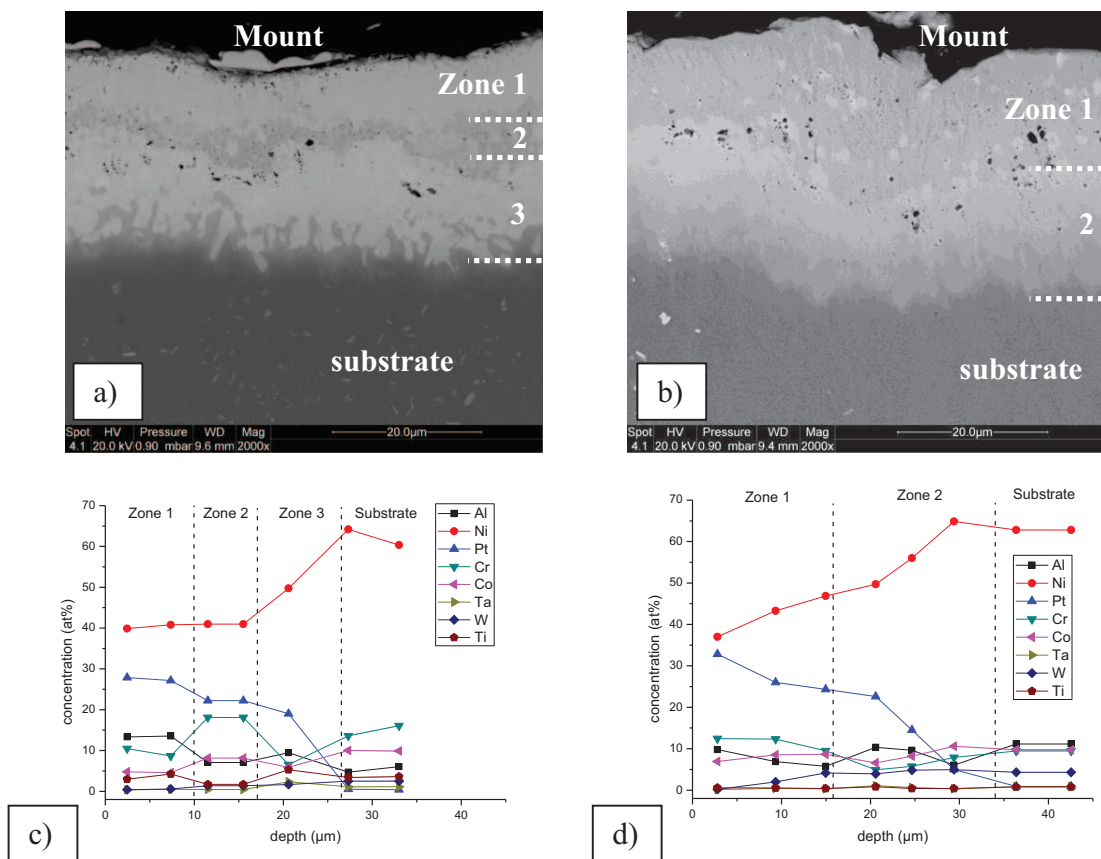 Mount
Zone 1
2
3
substrate
a)
Spot HV Pressure WD Mag
4.1 20.0 kV 0.90 mbar 9.6 mm 2000x
20.0µm
Mount
Zone 1
2
substrate
b)
Spot HV Pressure WD Mag
4.1 20.0 kV 0.90 mbar 9.4 mm 2000x
20.0µm
Zone 1 Zone 2 Zone 3 Substrate
Al
Ni
Pt
Cr
Co
Ta
W
Ti
concentration (at%)
70
60
50
40
30
20
10
0
0 10 20 30 40
depth (µm)
c)
Zone 1 Zone 2 Substrate
Al
Ni
Pt
Cr
Co
Ta
W
Ti
concentration (at%)
70
60
50
40
30
20
10
0
0 10 20 30 40
depth (µm)
d)